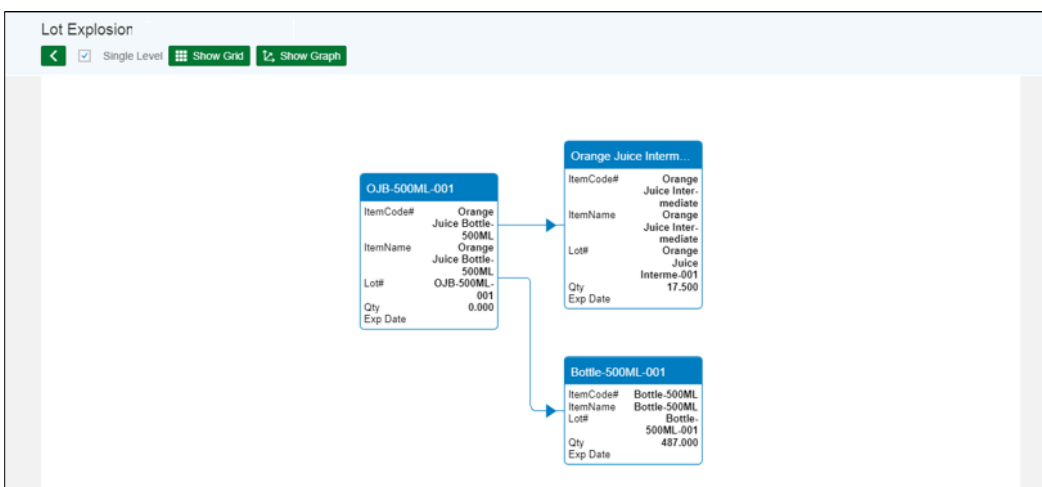 Lot Explosion
Single Level Show Grid Show Graph
OJB-500ML-001
ItemCode# Orange
Juice Bottle-
500ML
ItemName Orange
Juice Bottle-
500ML
Lot# OJB-500ML-
001
Qty 0.000
Exp Date
Orange Juice Interm...
ItemCode# Orange
Juice Inter-
mediate
ItemName Orange
Juice Inter-
mediate
Lot# Orange
Juice
Interme-001
Qty 17.500
Exp Date
Bottle-500ML-001
ItemCode# Bottle-500ML
ItemName Bottle-500ML
Lot# Bottle-
500ML-001
Qty 487.000
Exp Date